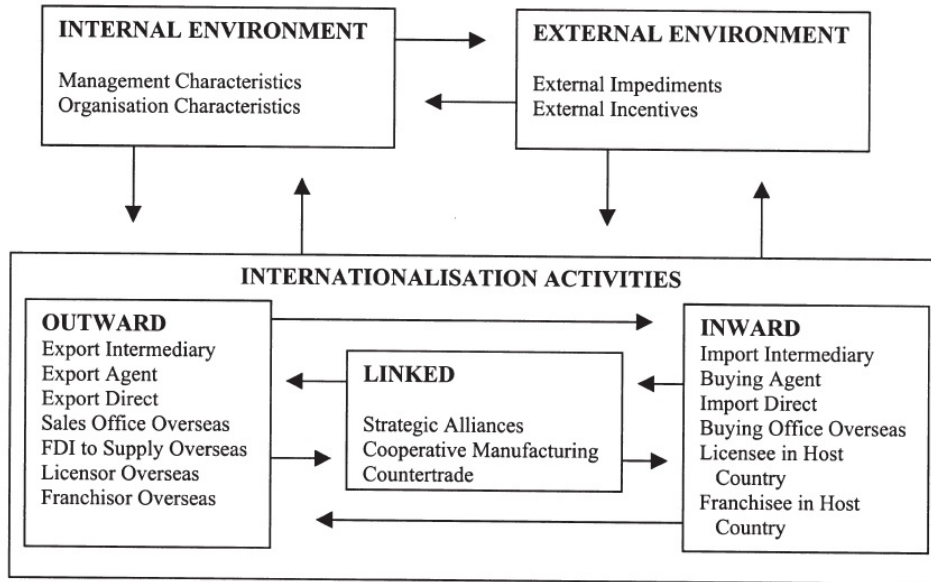 INTERNAL ENVIRONMENT
Management Characteristics
Organisation Characteristics
EXTERNAL ENVIRONMENT
External Impediments
External Incentives
INTERNATIONALISATION ACTIVITIES
OUTWARD
Export Intermediary
Export Agent
Export Direct
Sales Office Overseas
FDI to Supply Overseas
Licensor Overseas
Franchisor Overseas
LINKED
Strategic Alliances
Cooperative Manufacturing
Countertrade
INWARD
Import Intermediary
Buying Agent
Import Direct
Buying Office Overseas
Licensee in Host
Country
Franchisee in Host
Country